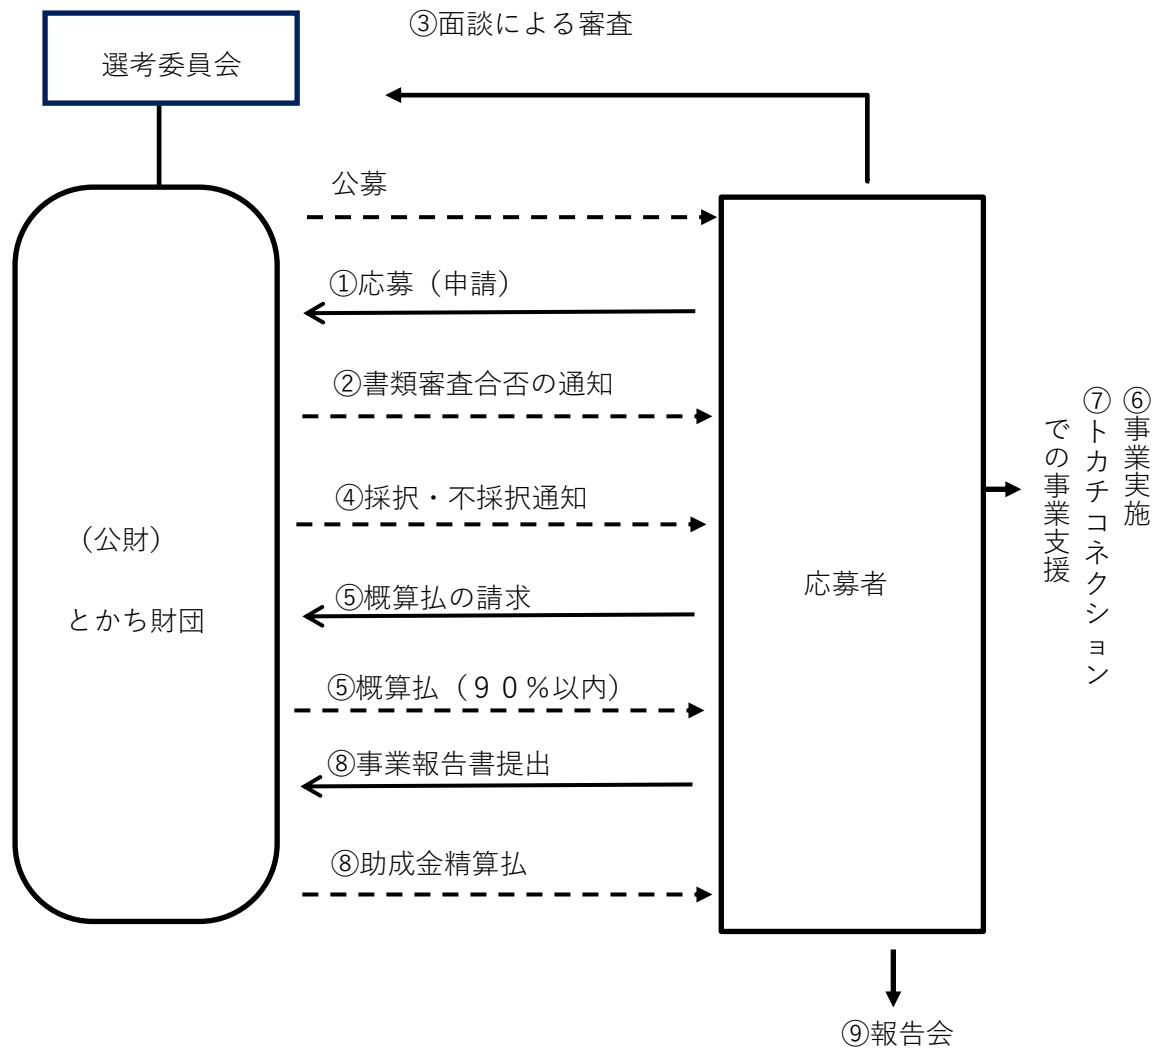 ③面談による審査
選考委員会
公募
①応募（申請）
②書類審査合否の通知
④採択・不採択通知
⑤概算払の請求
⑤概算払（９０％以内）
⑧事業報告書提出
⑧助成金精算払
（公財）
とかち財団
応募者
⑥事業実施
⑦トカチコネクション
での事業支援
⑨報告会